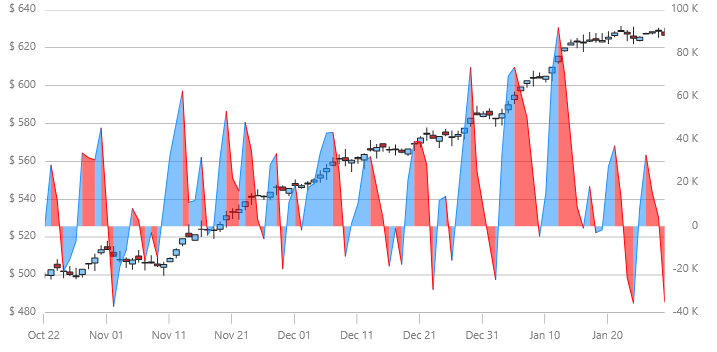 $ 640 100 K
$ 620 80 K
$ 600 60 K
$ 580 40 K
$ 560 20 K
$ 540 0
$ 520 -20 K
$ 500 -40 K
$ 480
Oct 22 Nov 01 Nov 11 Nov 21 Dec 01 Dec 11 Dec 21 Dec 31 Jan 10 Jan 20